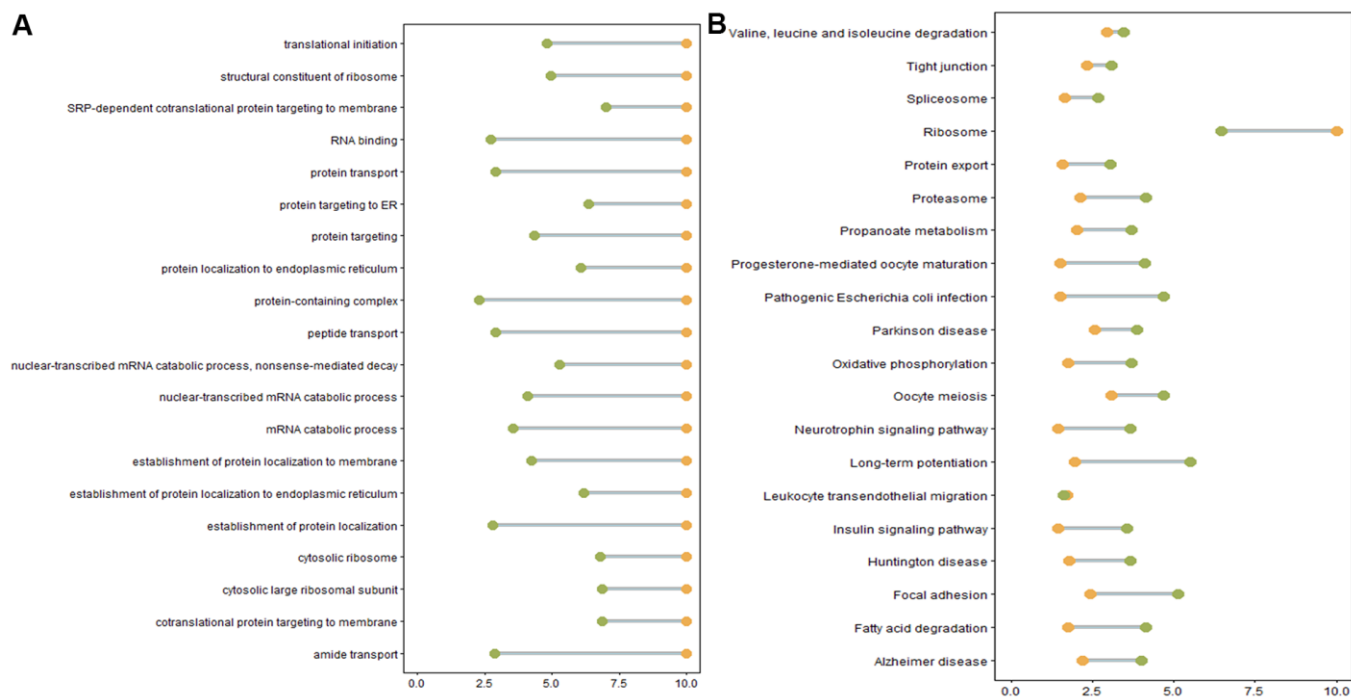 A
translational initiation
structural constituent of ribosome
SRP-dependent cotranslational protein targeting to membrane
RNA binding
protein transport
protein targeting to ER
protein targeting
protein localization to endoplasmic reticulum
protein-containing complex
peptide transport
nuclear-transcribed mRNA catabolic process, nonsense-mediated decay
nuclear-transcribed mRNA catabolic process
mRNA catabolic process
establishment of protein localization to membrane
establishment of protein localization to endoplasmic reticulum
establishment of protein localization
cytosolic ribosome
cytosolic large ribosomal subunit
cotranslational protein targeting to membrane
amide transport
0.0 2.5 5.0 7.5 10.0
B
Valine, leucine and isoleucine degradation
Tight junction
Spliceosome
Ribosome
Protein export
Proteasome
Propanoate metabolism
Progesterone-mediated oocyte maturation
Pathogenic Escherichia coli infection
Parkinson disease
Oxidative phosphorylation
Oocyte meiosis
Neurotrophin signaling pathway
Long-term potentiation
Leukocyte transendothelial migration
Insulin signaling pathway
Huntington disease
Focal adhesion
Fatty acid degradation
Alzheimer disease
0.0 2.5 5.0 7.5 10.0